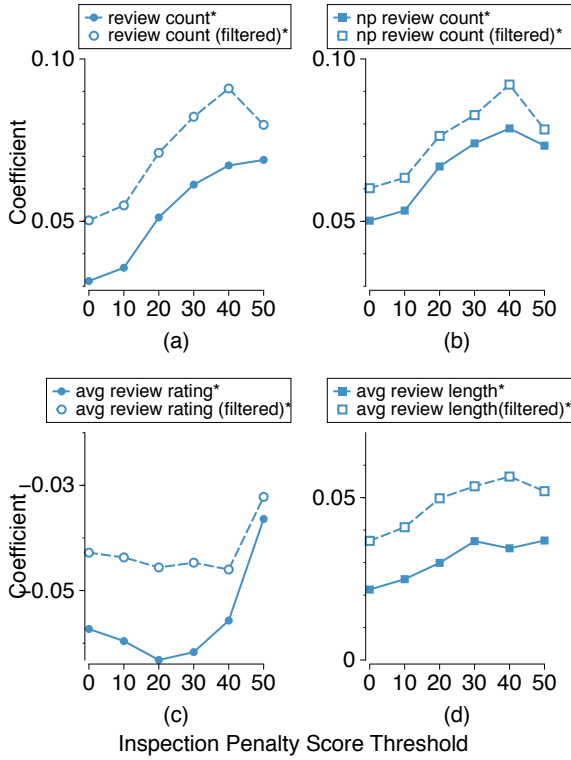 review count*
review count (filtered)*
np review count*
np review count (filtered)*
0.10
0.05
Coefficient
0 10 20 30 40 50
(a)
0.10
0.05
0 10 20 30 40 50
(b)
avg review rating*
avg review rating (filtered)*
avg review length*
avg review length(filtered)*
−0.03
−0.05
Coefficient
0 10 20 30 40 50
(c)
0.05
0
0 10 20 30 40 50
(d)
Inspection Penalty Score Threshold